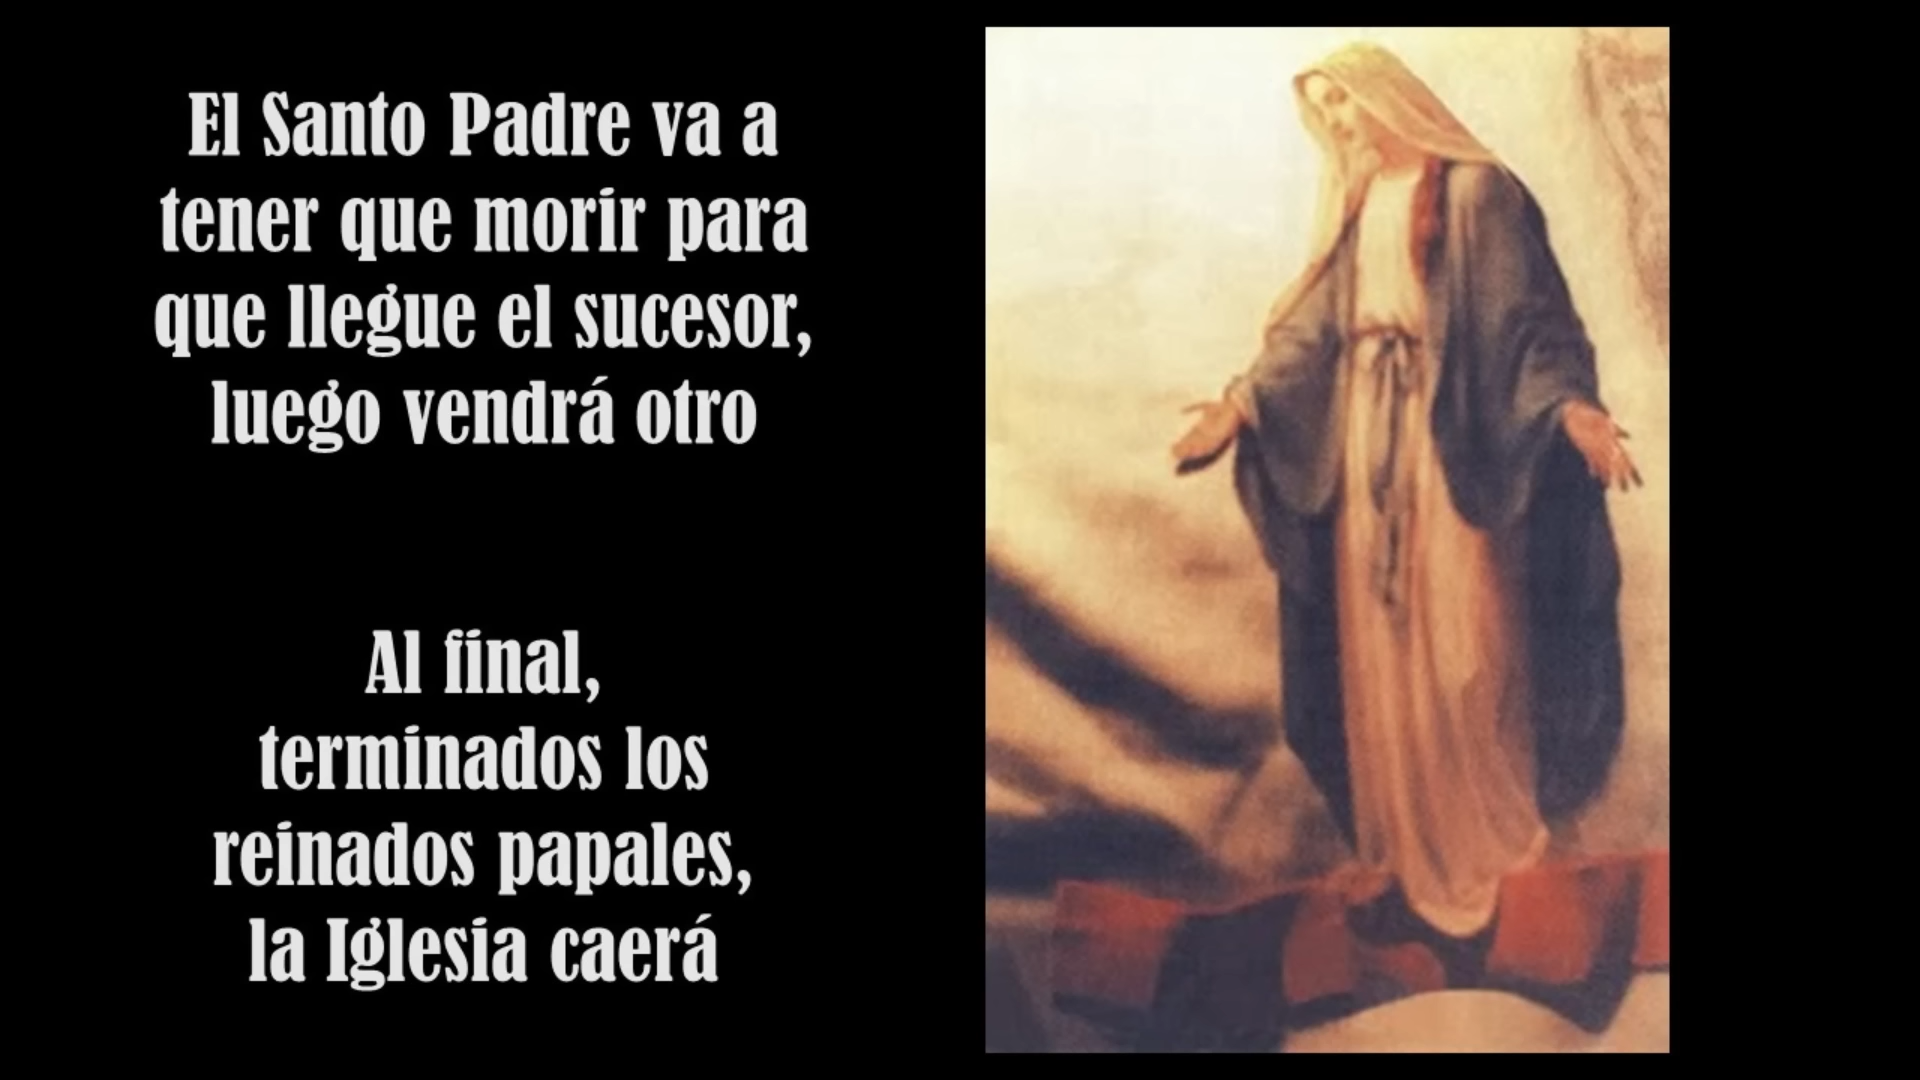 El Santo Padre va a
tener que morir para
que llegue el sucesor,
luego vendrá otro
Al final,
terminados los
reinados papales,
la Iglesia caerá